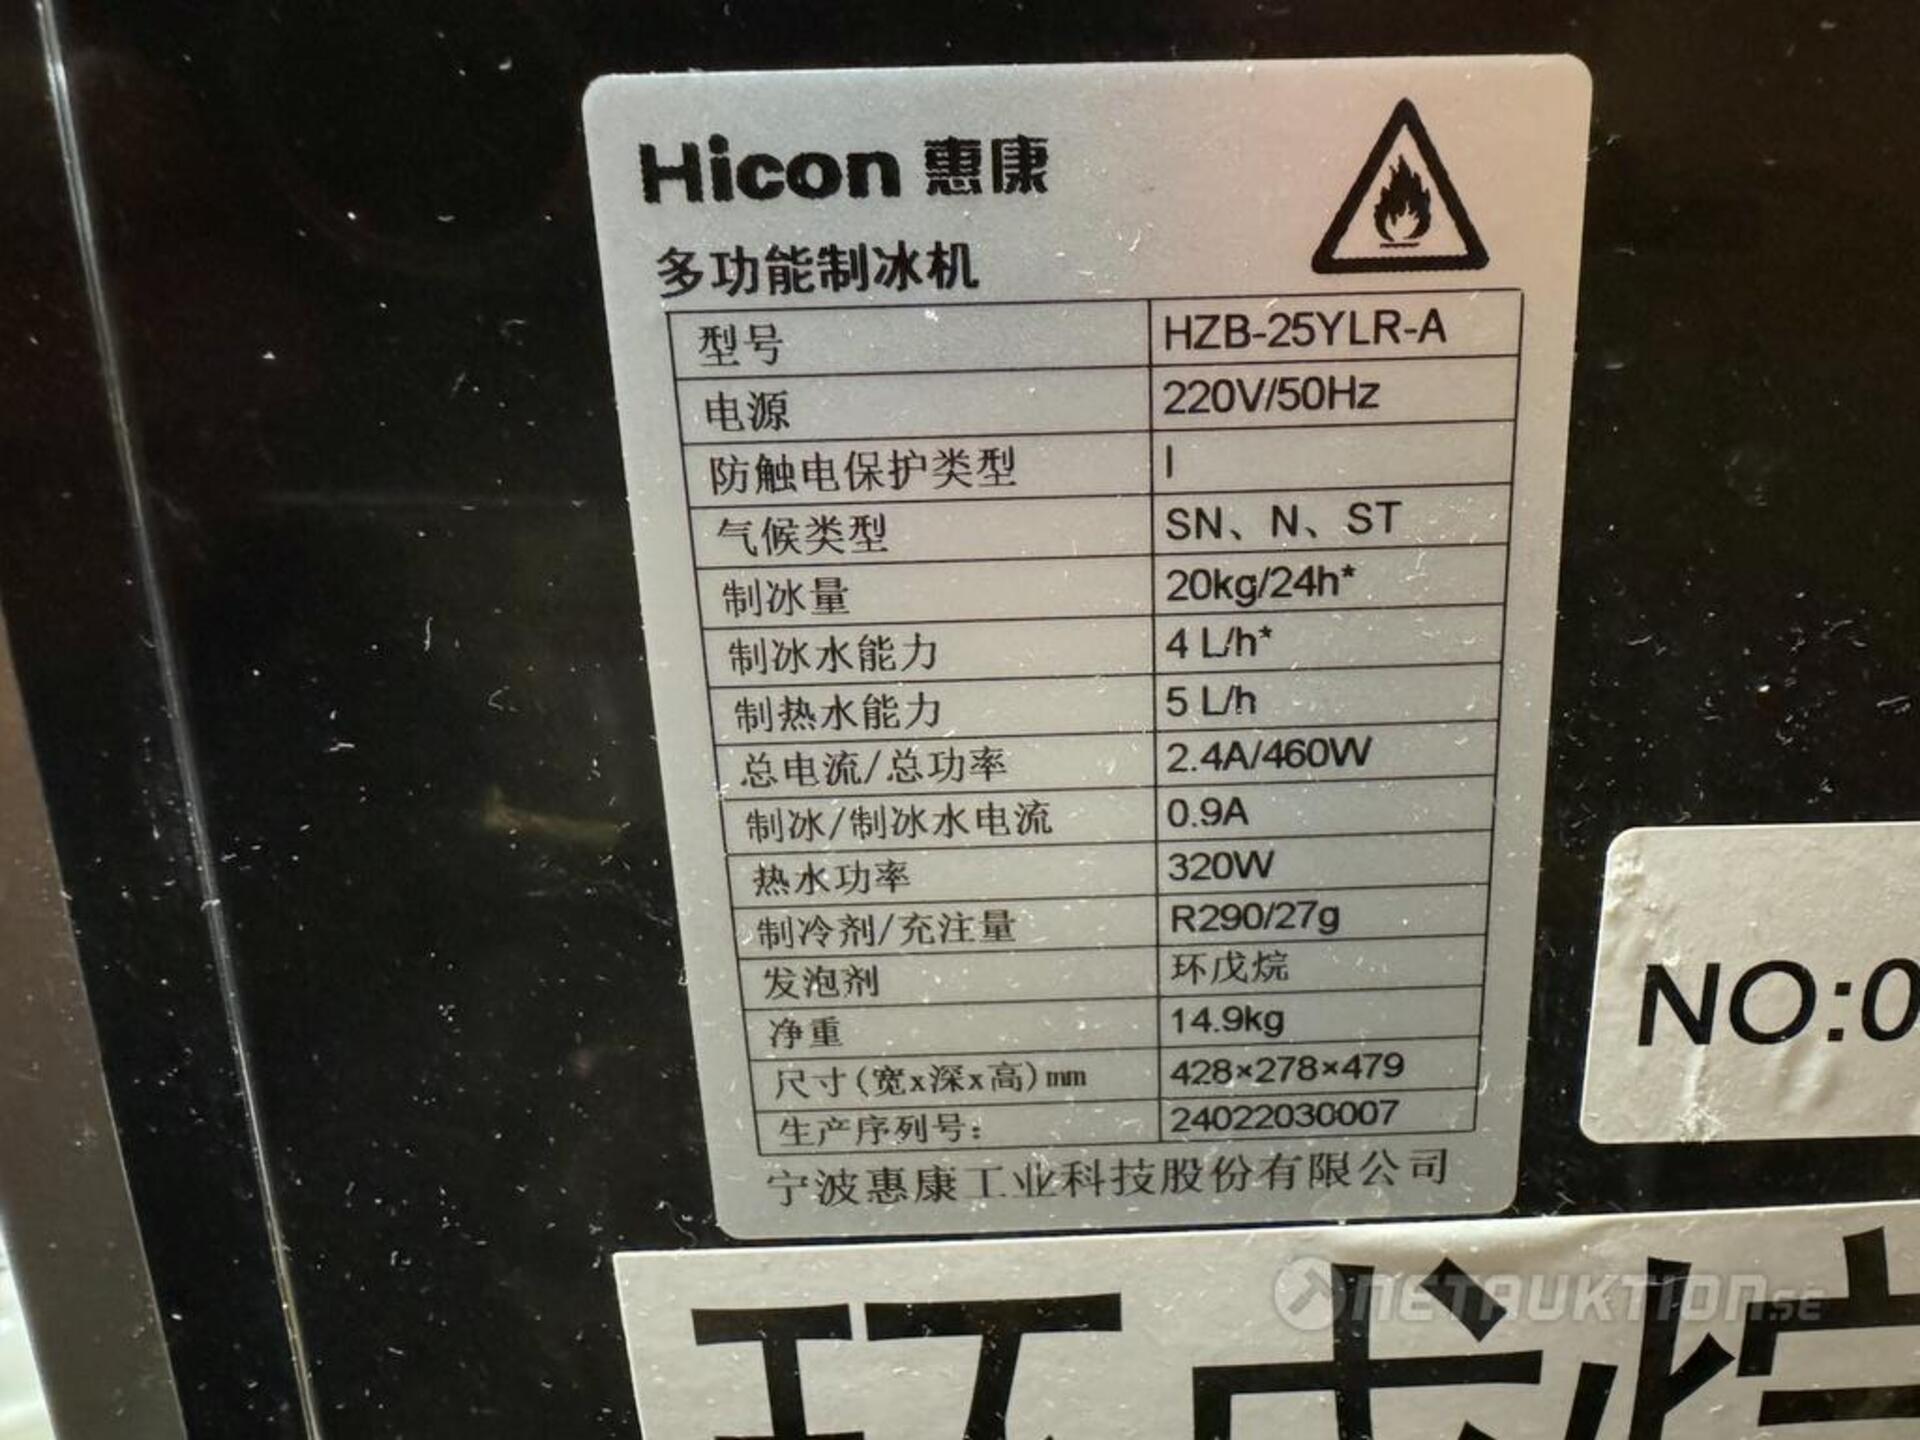 Hicon 惠康
多功能制冰机
型号 HZB-25YLR-A
电源 220V/50Hz
防触电保护类型 I
气候类型 SN、N、ST
制冰量 20kg/24h*
制冰水能力 4 L/h*
制热水能力 5 L/h
总电流/总功率 2.4A/460W
制冰/制冰水电流 0.9A
热水功率 320W
制冷剂/充注量 R290/27g
发泡剂 环戊烷
净重 14.9kg
尺寸(宽x深x高)mm 428×278×479
生产序列号: 24022030007
宁波惠康工业科技股份有限公司
NO:0
NETAUKTION.SE